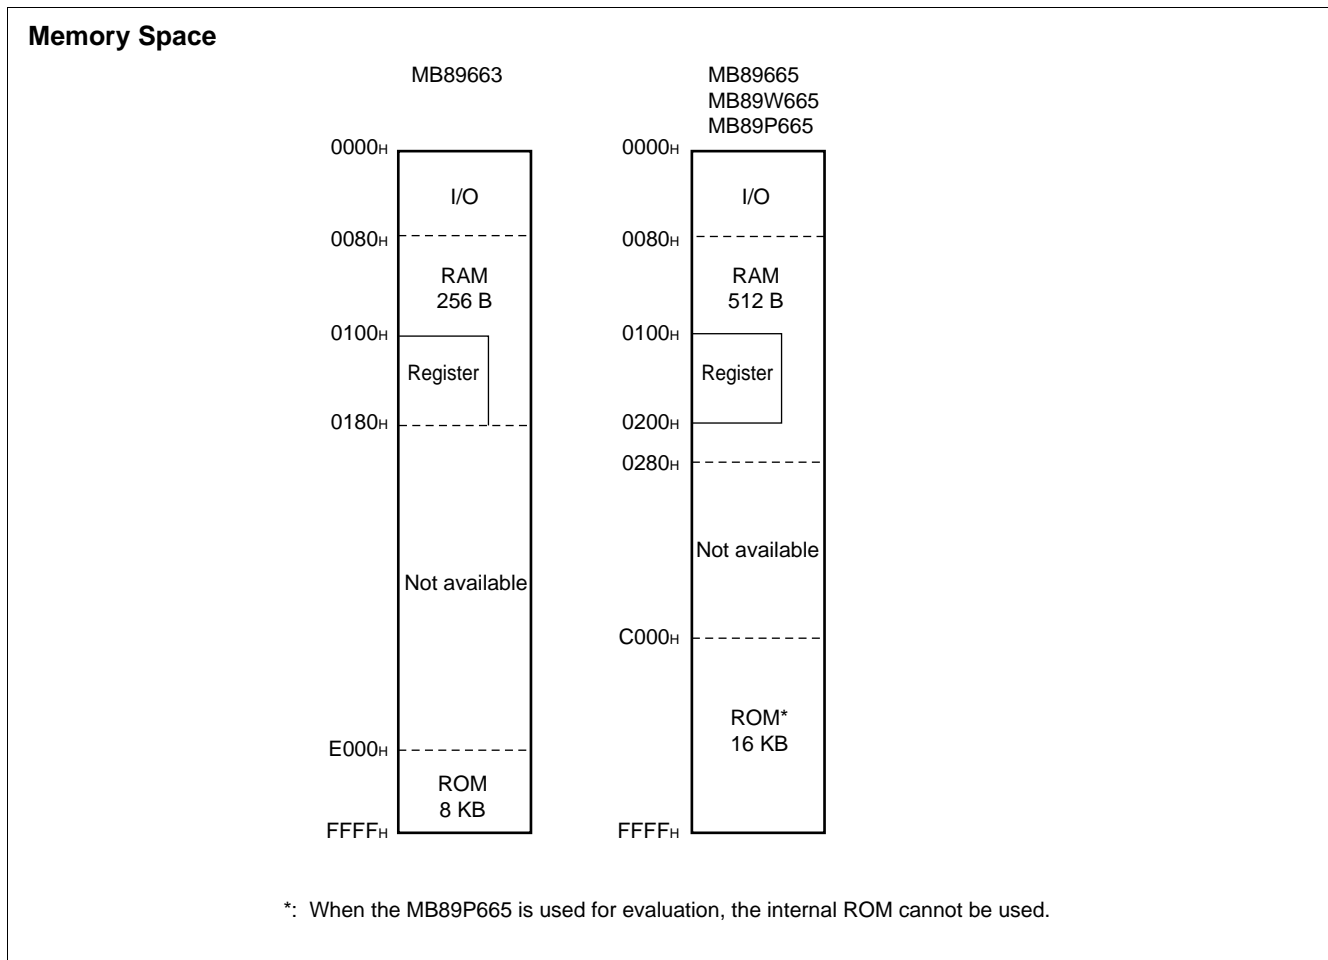 Memory Space
MB89663
0000H
I/O
0080H
RAM
256 B
0100H
Register
0180H
Not available
E000H
ROM
8 KB
FFFFH
MB89665
MB89W665
MB89P665
0000H
I/O
0080H
RAM
512 B
0100H
Register
0200H
0280H
Not available
C000H
ROM*
16 KB
FFFFH
*: When the MB89P665 is used for evaluation, the internal ROM cannot be used.